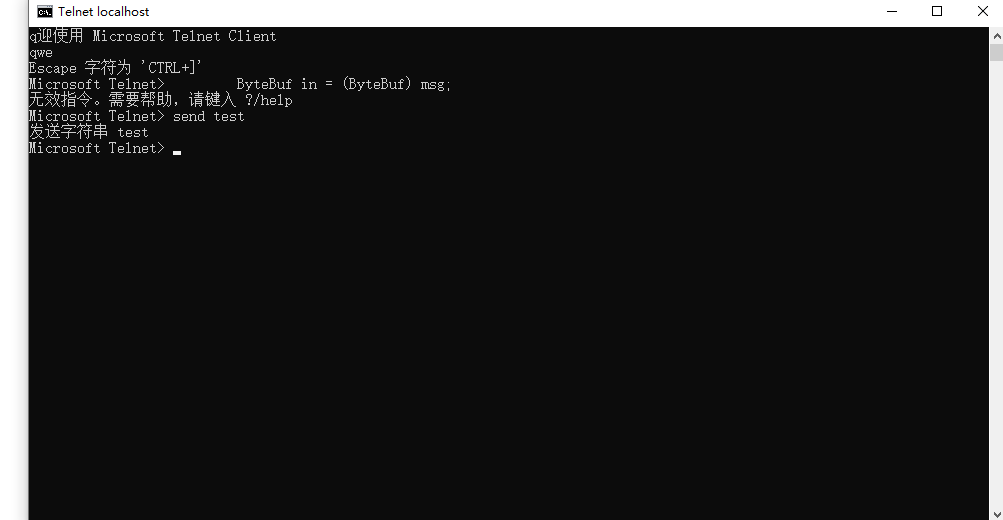 Telnet localhost
q迎使用 Microsoft Telnet Client
qwe
Escape 字符为 'CTRL+]'
Microsoft Telnet>         ByteBuf in = (ByteBuf) msg;
无效指令。需要帮助，请键入 ?/help
Microsoft Telnet> send test
发送字符串 test
Microsoft Telnet>